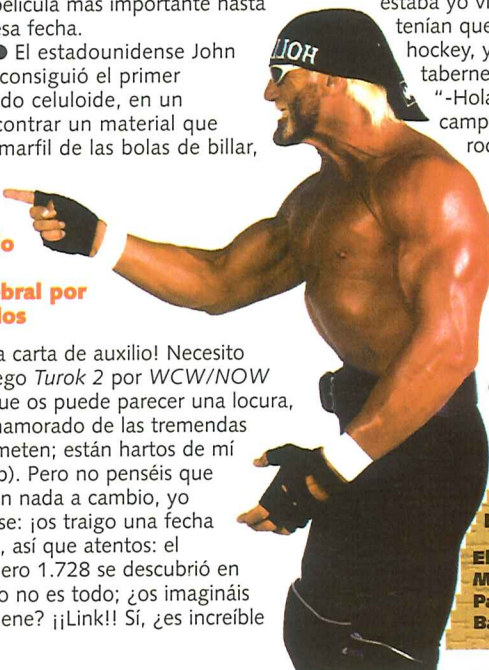 película más importante hasta
esa fecha.
● El estadounidense John
consiguió el primer
do celuloide, en un
contrar un material que
marfil de las bolas de billar,
o
bral por
los
a carta de auxilio! Necesito
ego Turok 2 por WCW/NOW
ue os puede parecer una locura,
namorado de las tremendas
meten; están hartos de mí
o). Pero no penséis que
n nada a cambio, yo
se: ¡os traigo una fecha
, así que atentos: el
ero 1.728 se descubrió en
o no es todo; ¿os imagináis
ene? ¡¡Link!! Sí, ¿es increíble
estaba yo vi
tenían que
hockey, y
taberne
"-Hola
camp
roc
El
M
Pa
Ba